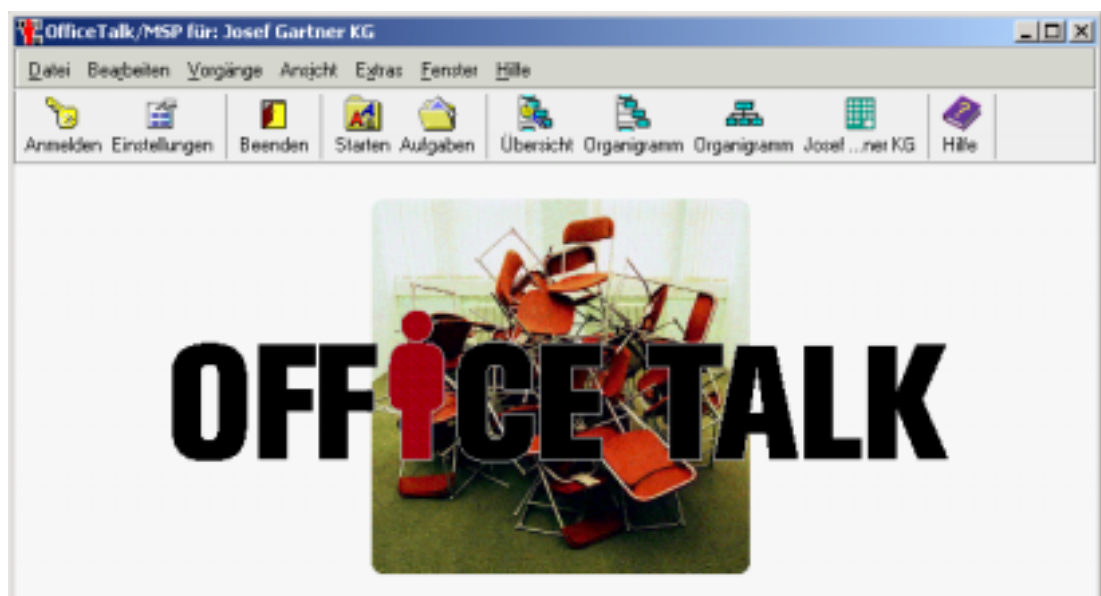 OfficeTalk/MSP für: Josef Gartner KG
Datei Bearbeiten Vorgänge Ansicht Extras Fenster Hilfe
Anmelden Einstellungen Beenden Starten Aufgaben Übersicht Organigramm Organigramm Josef ...ner KG Hilfe
OFFICE TALK